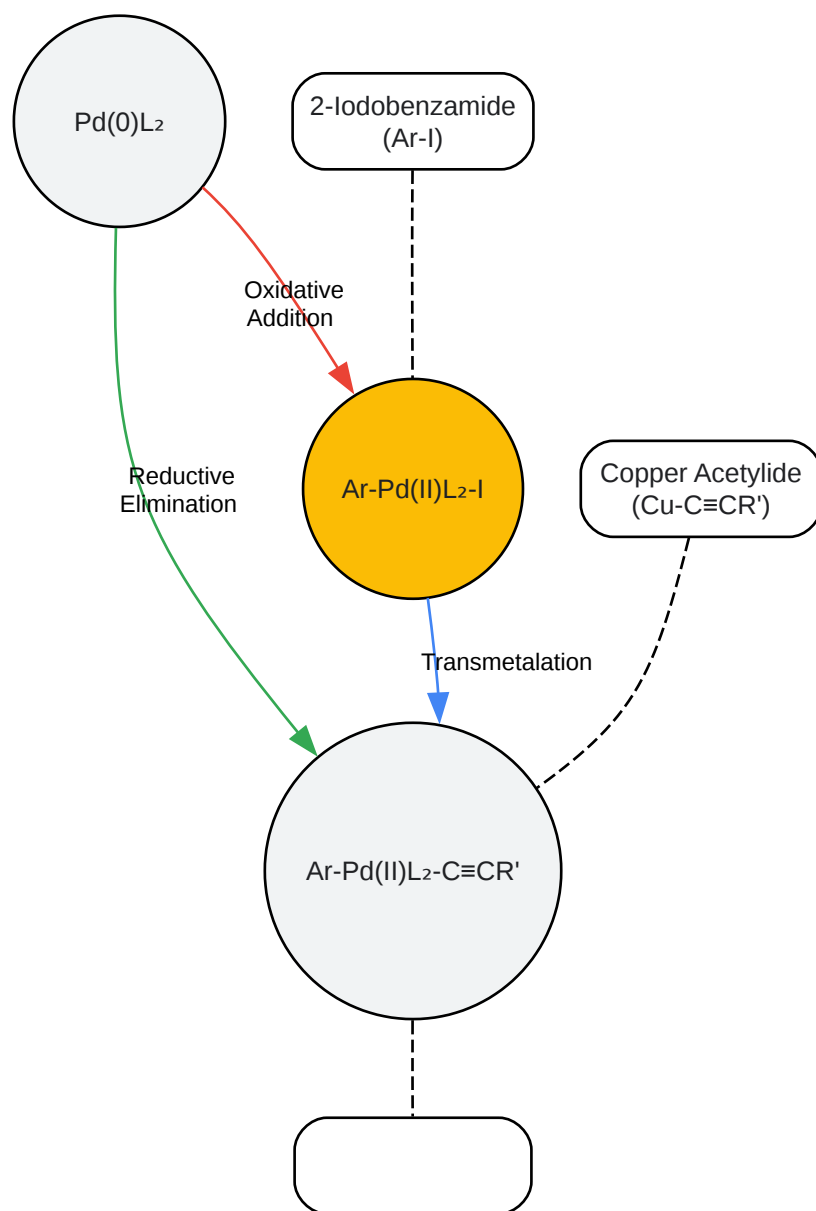 Pd(0)L₂
2-Iodobenzamide
(Ar-I)
Oxidative
Addition
Reductive
Elimination
Ar-Pd(II)L₂-I
Copper Acetylide
(Cu-C≡CR')
Transmetalation
Ar-Pd(II)L₂-C≡CR'